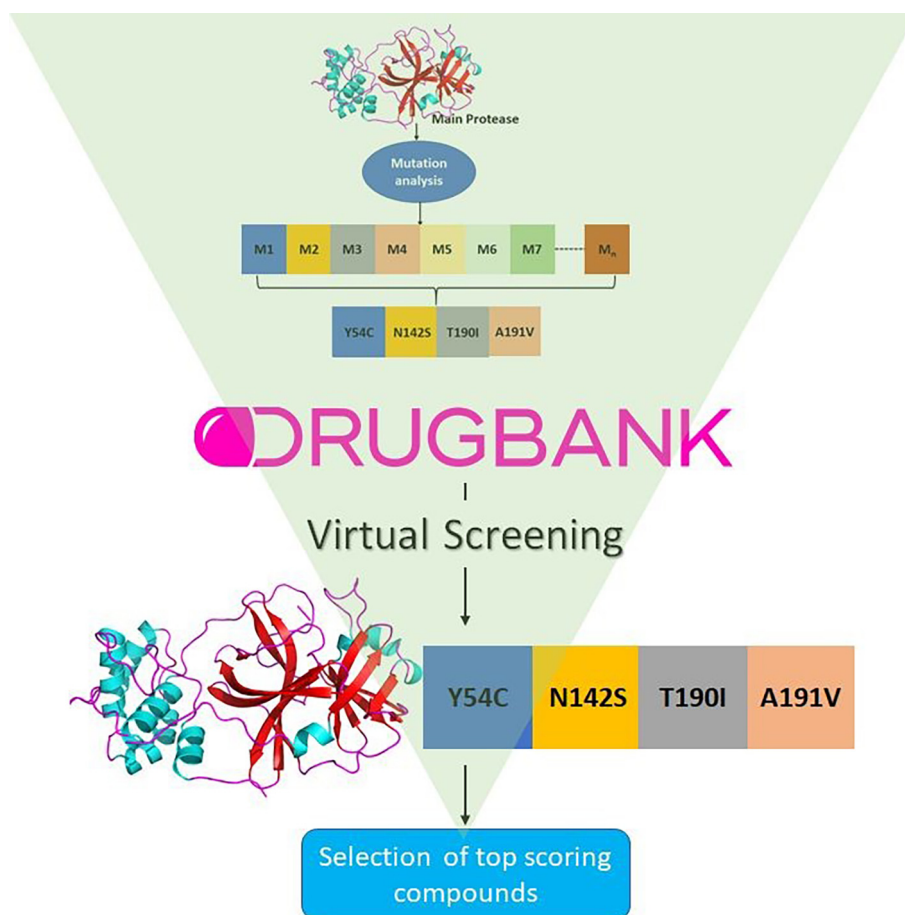 Main Protease
Mutation
analysis
M1 M2 M3 M4 M5 M6 M7 Mn
Y54C N142S T190I A191V
DRUGBANK
Virtual Screening
Y54C N142S T190I A191V
Selection of top scoring
compounds